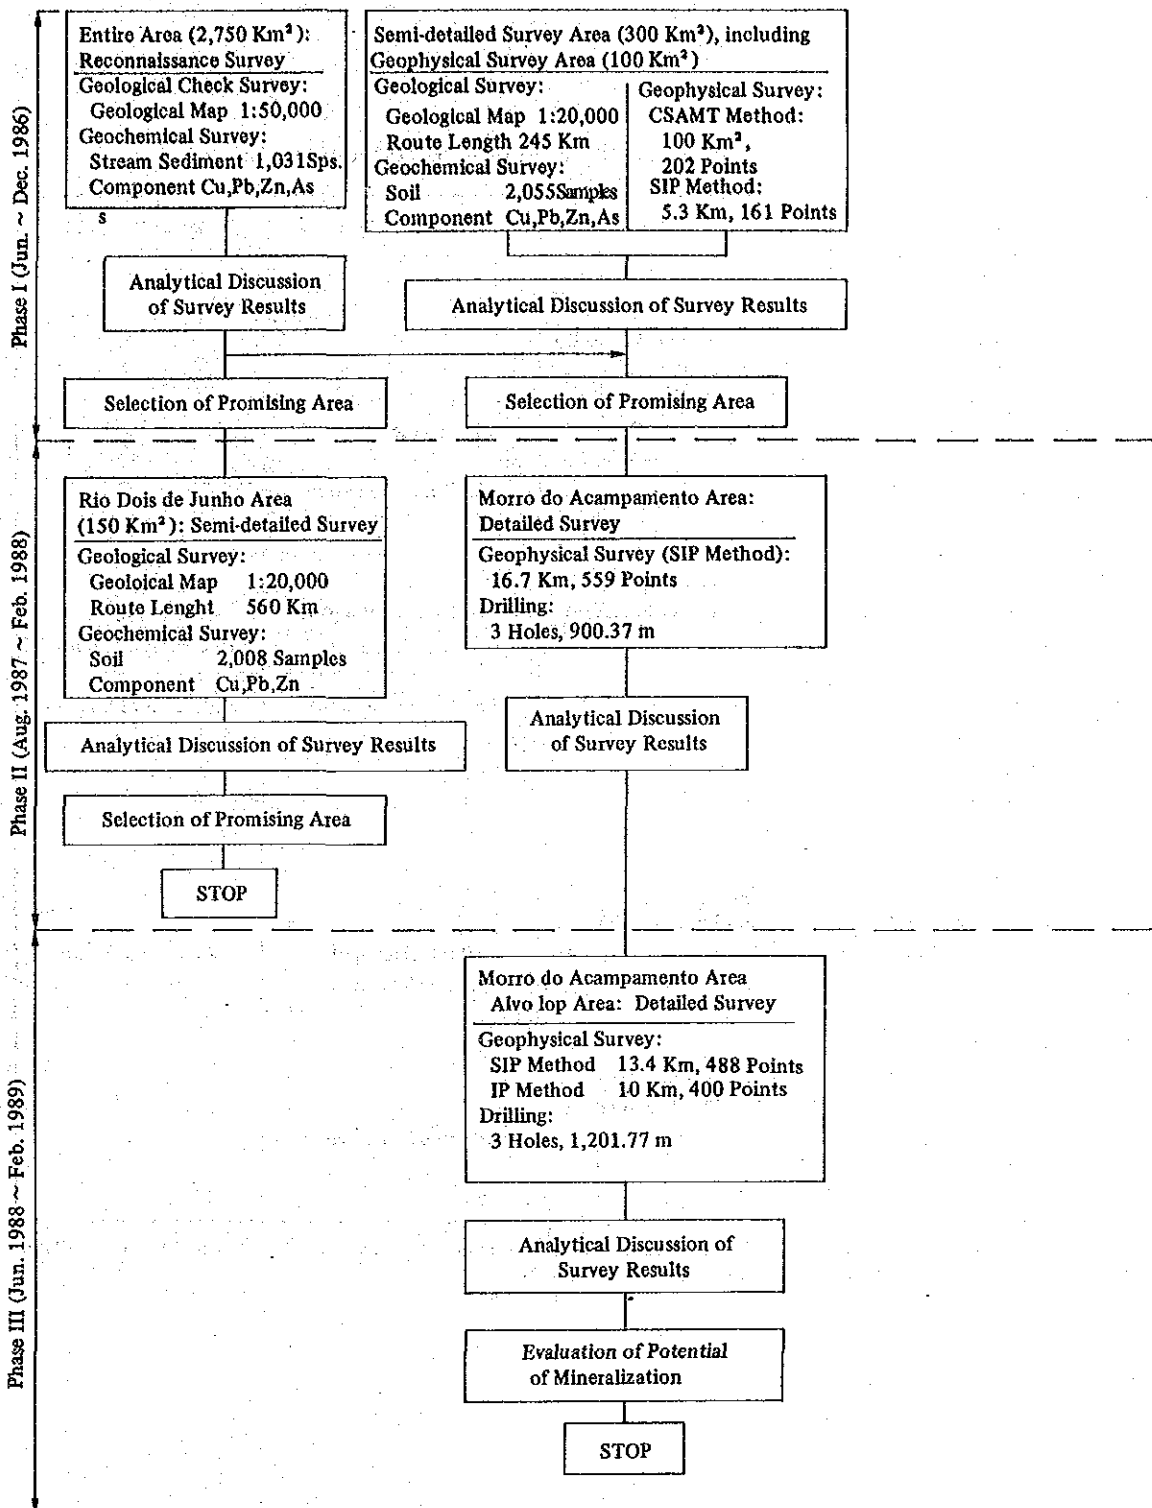 Phase I (Jun. ~ Dec. 1986)
Entire Area (2,750 Km²):
Reconnaissance Survey
Geological Check Survey:
Geological Map 1:50,000
Geochemical Survey:
Stream Sediment 1,031Sps.
Component Cu,Pb,Zn,As
s
Semi-detailed Survey Area (300 Km²), including
Geophysical Survey Area (100 Km²)
Geological Survey:
Geological Map 1:20,000
Route Length 245 Km
Geochemical Survey:
Soil 2,055Samples
Component Cu,Pb,Zn,As
Geophysical Survey:
CSAMT Method:
100 Km²,
202 Points
SIP Method:
5.3 Km, 161 Points
Analytical Discussion
of Survey Results
Analytical Discussion of Survey Results
Selection of Promising Area
Selection of Promising Area
Phase II (Aug. 1987 ~ Feb. 1988)
Rio Dois de Junho Area
(150 Km²): Semi-detailed Survey
Geological Survey:
Geoloical Map 1:20,000
Route Lenght 560 Km
Geochemical Survey:
Soil 2,008 Samples
Component Cu,Pb,Zn
Morro do Acampamento Area:
Detailed Survey
Geophysical Survey (SIP Method):
16.7 Km, 559 Points
Drilling:
3 Holes, 900.37 m
Analytical Discussion of Survey Results
Analytical Discussion
of Survey Results
Selection of Promising Area
STOP
Phase III (Jun. 1988 ~ Feb. 1989)
Morro do Acampamento Area
Alvo lop Area: Detailed Survey
Geophysical Survey:
SIP Method 13.4 Km, 488 Points
IP Method 10 Km, 400 Points
Drilling:
3 Holes, 1,201.77 m
Analytical Discussion of
Survey Results
Evaluation of Potential
of Mineralization
STOP